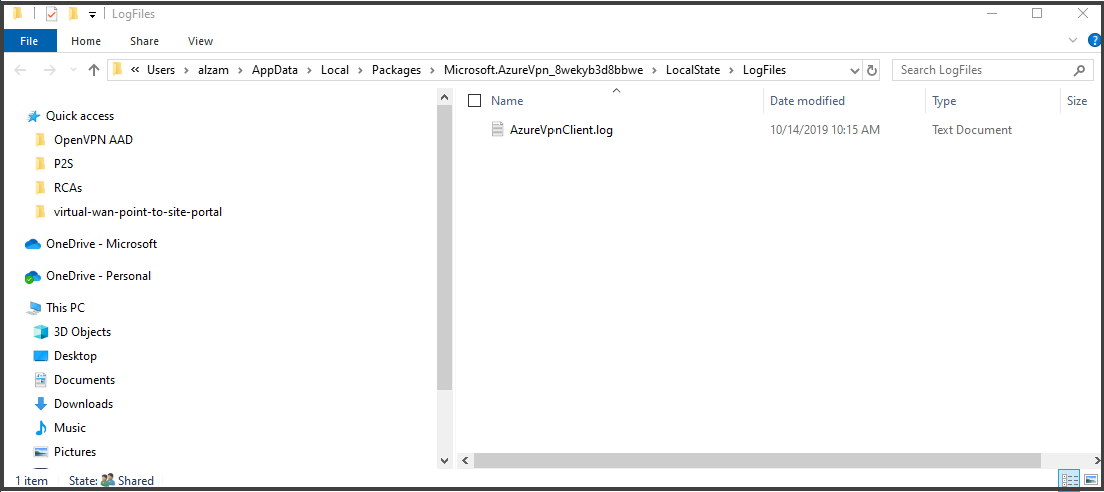 LogFiles
File Home Share View
« Users > alzam > AppData > Local > Packages > Microsoft.AzureVpn_8wekyb3d8bbwe > LocalState > LogFiles
Search LogFiles
Quick access
OpenVPN AAD
P2S
RCAs
virtual-wan-point-to-site-portal
OneDrive - Microsoft
OneDrive - Personal
This PC
3D Objects
Desktop
Documents
Downloads
Music
Pictures
Name Date modified Type Size
AzureVpnClient.log 10/14/2019 10:15 AM Text Document
1 item State: Shared